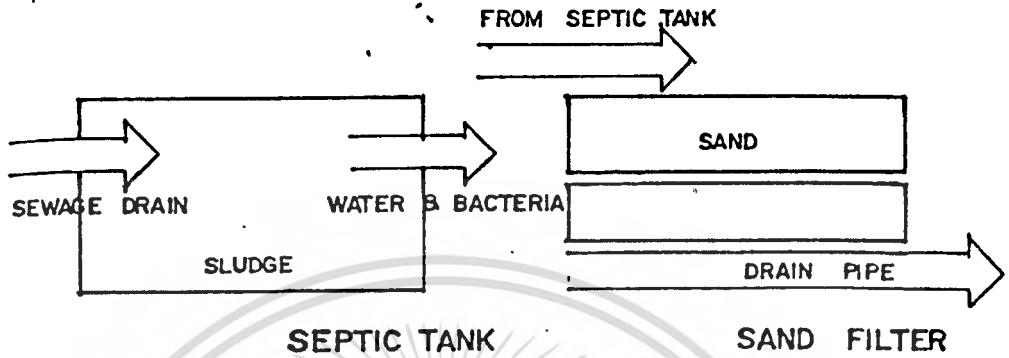 FROM SEPTIC TANK
SAND
SEWAGE DRAIN
WATER & BACTERIA
SLUDGE
DRAIN PIPE
SEPTIC TANK
SAND FILTER